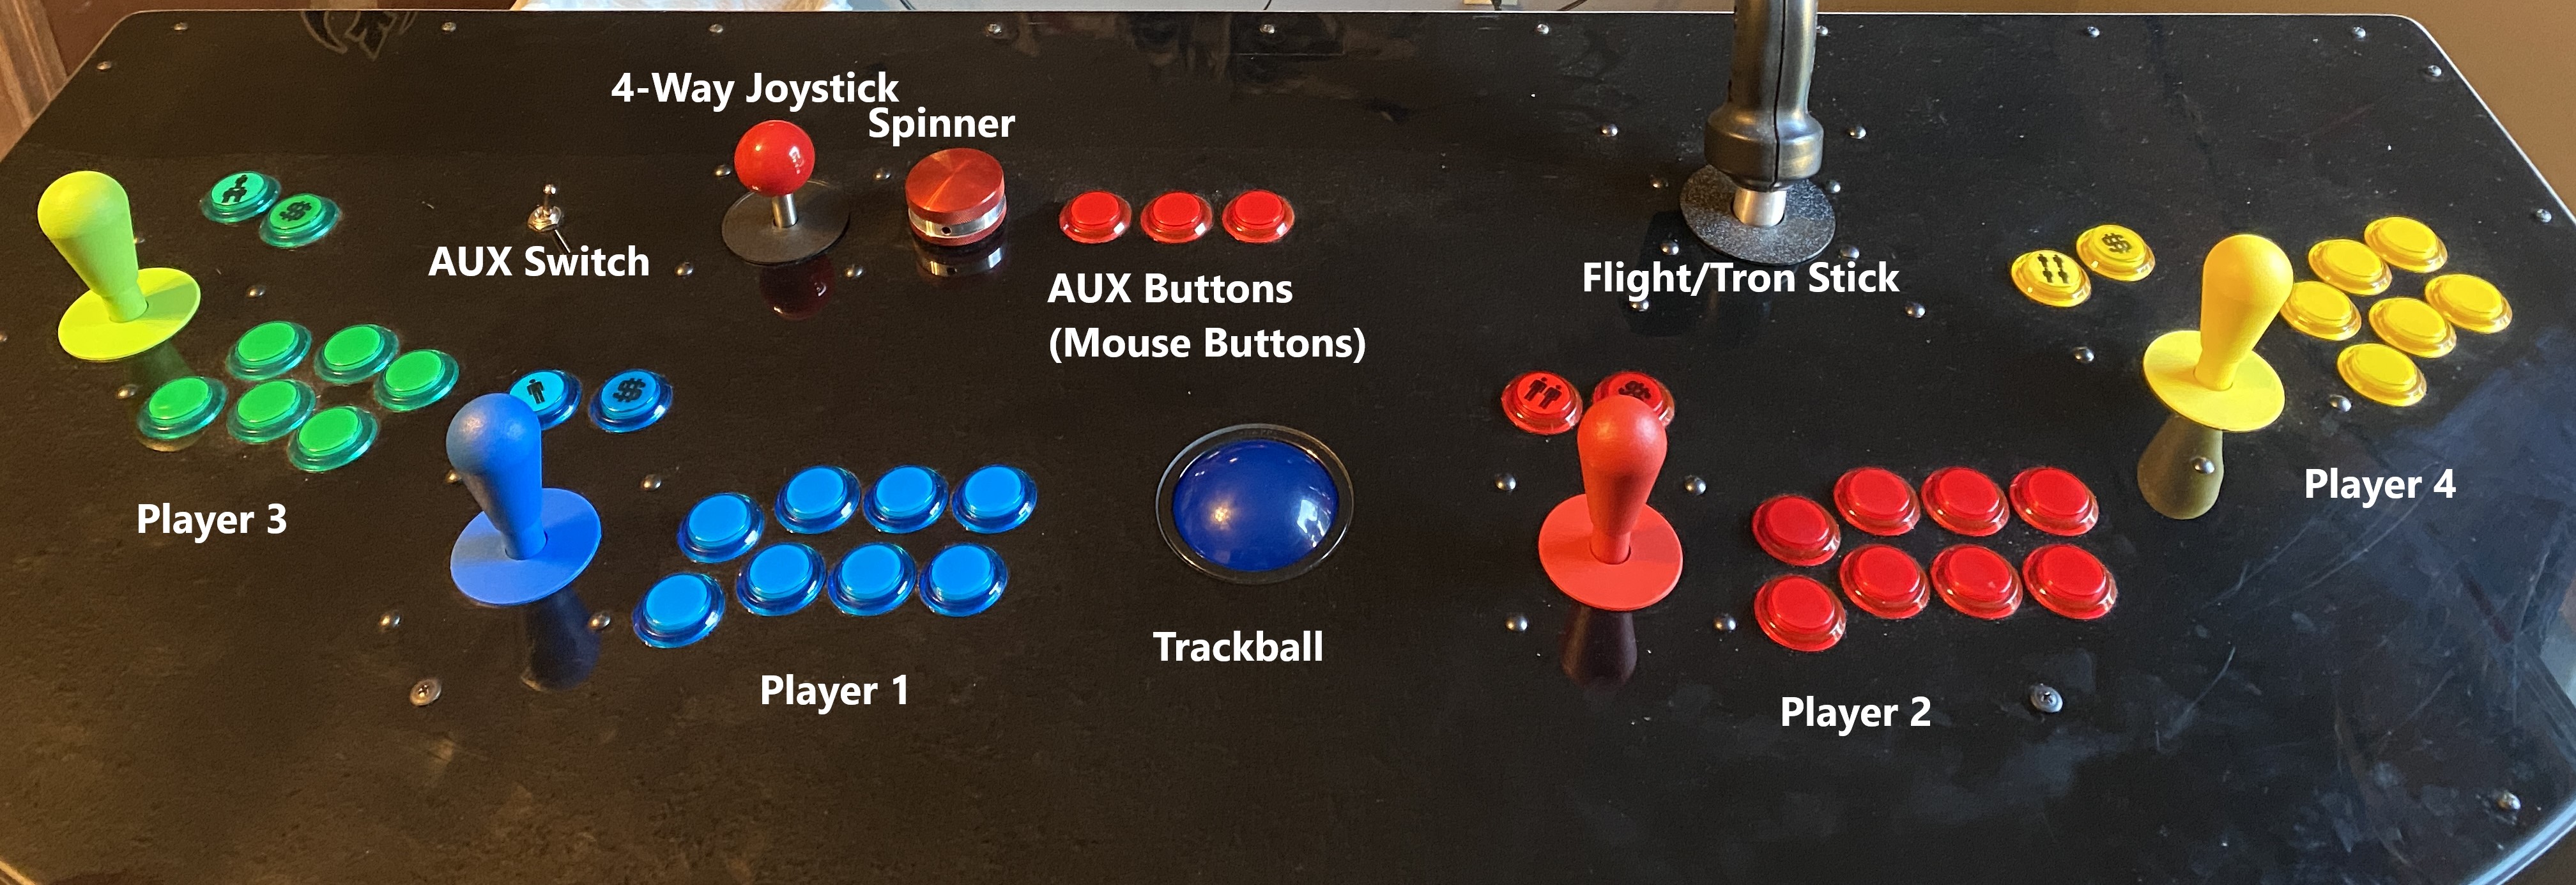 4-Way Joystick
Spinner
$
AUX Switch
AUX Buttons
(Mouse Buttons)
Flight/Tron Stick
$
$
$
Player 3
Player 4
Trackball
Player 1
Player 2